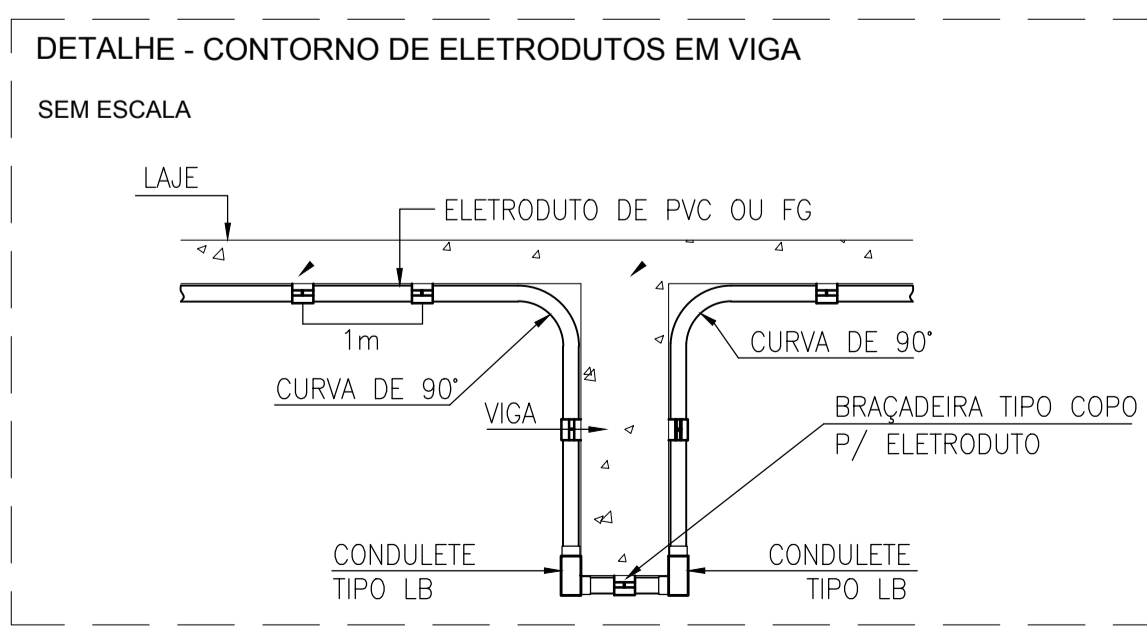 DETALHE - CONTORNO DE ELETRODUTOS EM VIGA
SEM ESCALA
LAJE
ELETRODUTO DE PVC OU FG
1m
CURVA DE 90°
CURVA DE 90°
VIGA
BRAÇADEIRA TIPO COPO
P/ ELETRODUTO
CONDULETE
TIPO LB
CONDULETE
TIPO LB